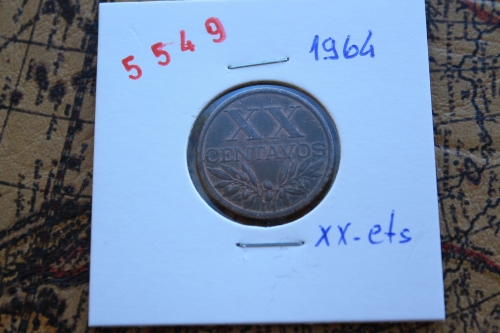 5549
1964
XX
CENTAVOS
xx-cts